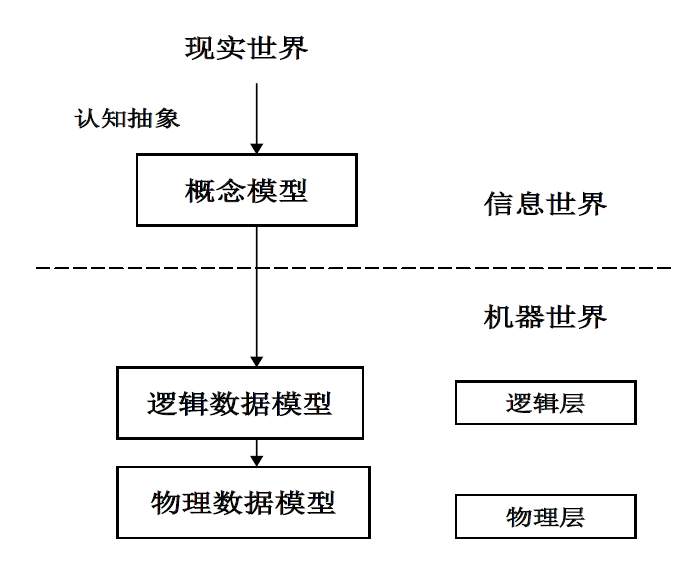 现实世界
认知抽象
概念模型
信息世界
机器世界
逻辑数据模型
逻辑层
物理数据模型
物理层